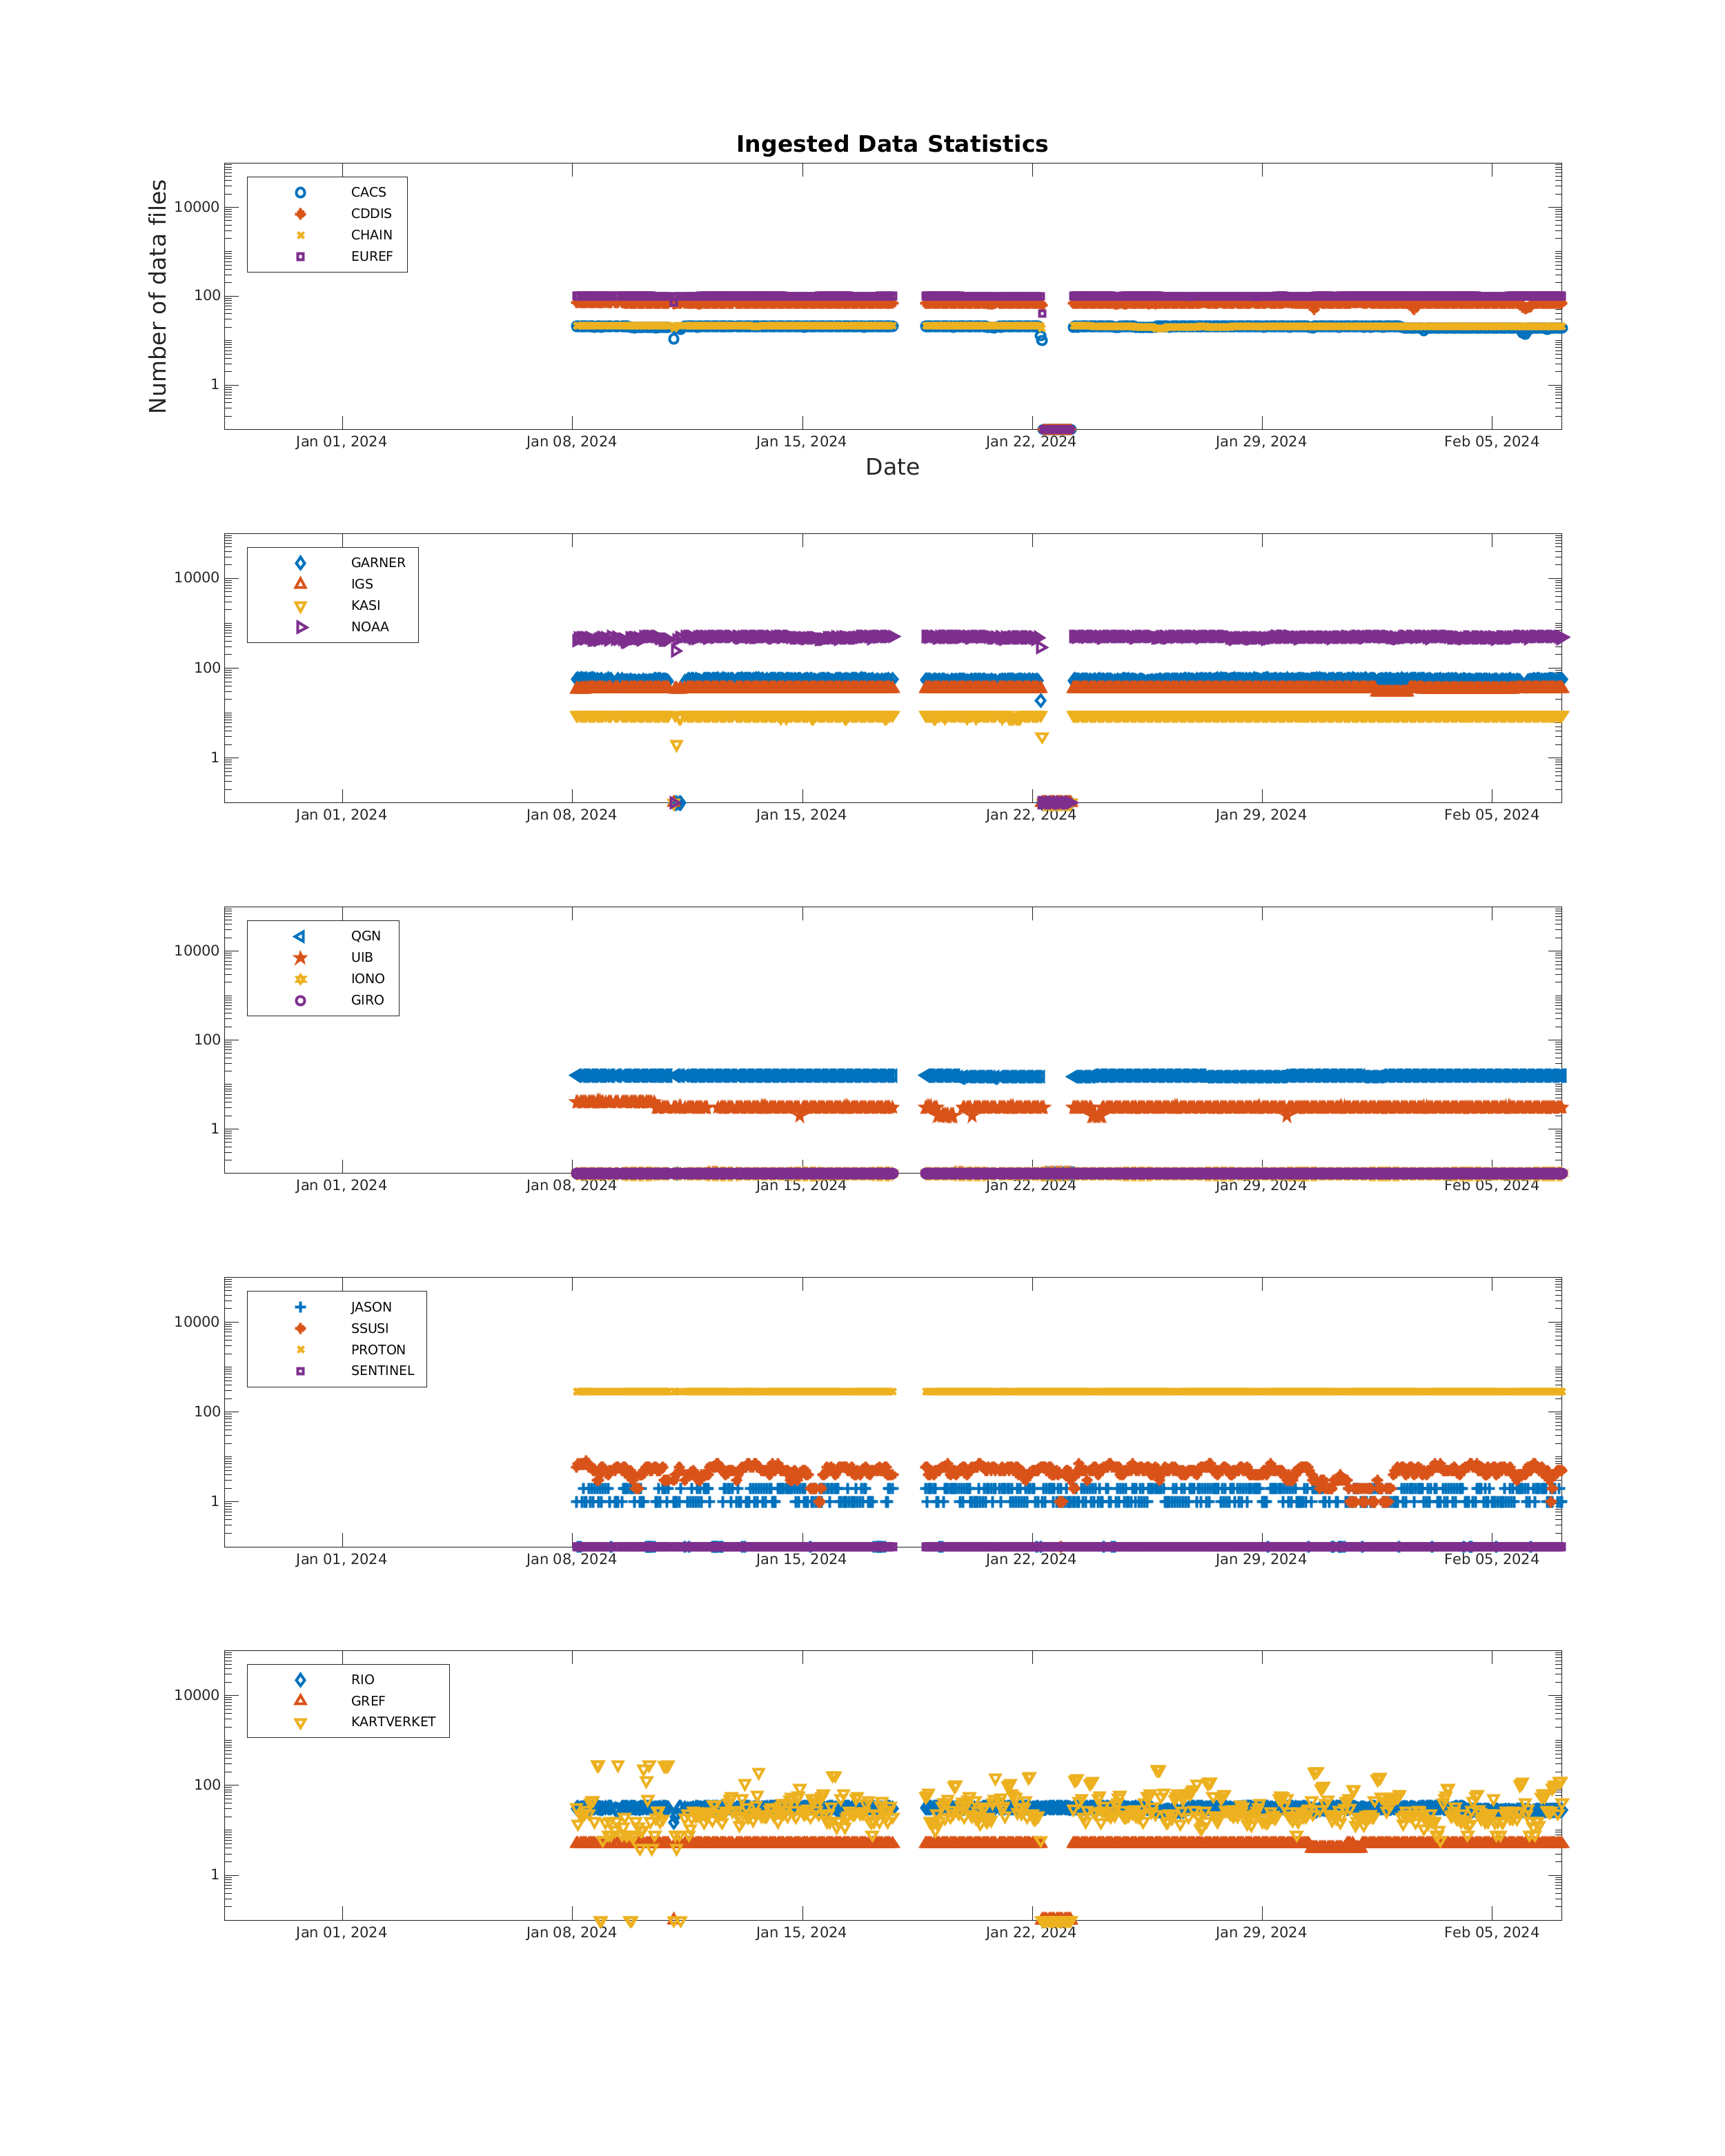 Ingested Data Statistics
Number of data files
10000
100
1
CACS
CDDIS
CHAIN
EUREF
Jan 01, 2024 Jan 08, 2024 Jan 15, 2024 Jan 22, 2024 Jan 29, 2024 Feb 05, 2024
Date
10000
100
1
GARNER
IGS
KASI
NOAA
Jan 01, 2024 Jan 08, 2024 Jan 15, 2024 Jan 22, 2024 Jan 29, 2024 Feb 05, 2024
10000
100
1
QGN
UIB
IONO
GIRO
Jan 01, 2024 Jan 08, 2024 Jan 15, 2024 Jan 22, 2024 Jan 29, 2024 Feb 05, 2024
10000
100
1
JASON
SSUSI
PROTON
SENTINEL
Jan 01, 2024 Jan 08, 2024 Jan 15, 2024 Jan 22, 2024 Jan 29, 2024 Feb 05, 2024
10000
100
1
RIO
GREF
KARTVERKET
Jan 01, 2024 Jan 08, 2024 Jan 15, 2024 Jan 22, 2024 Jan 29, 2024 Feb 05, 2024